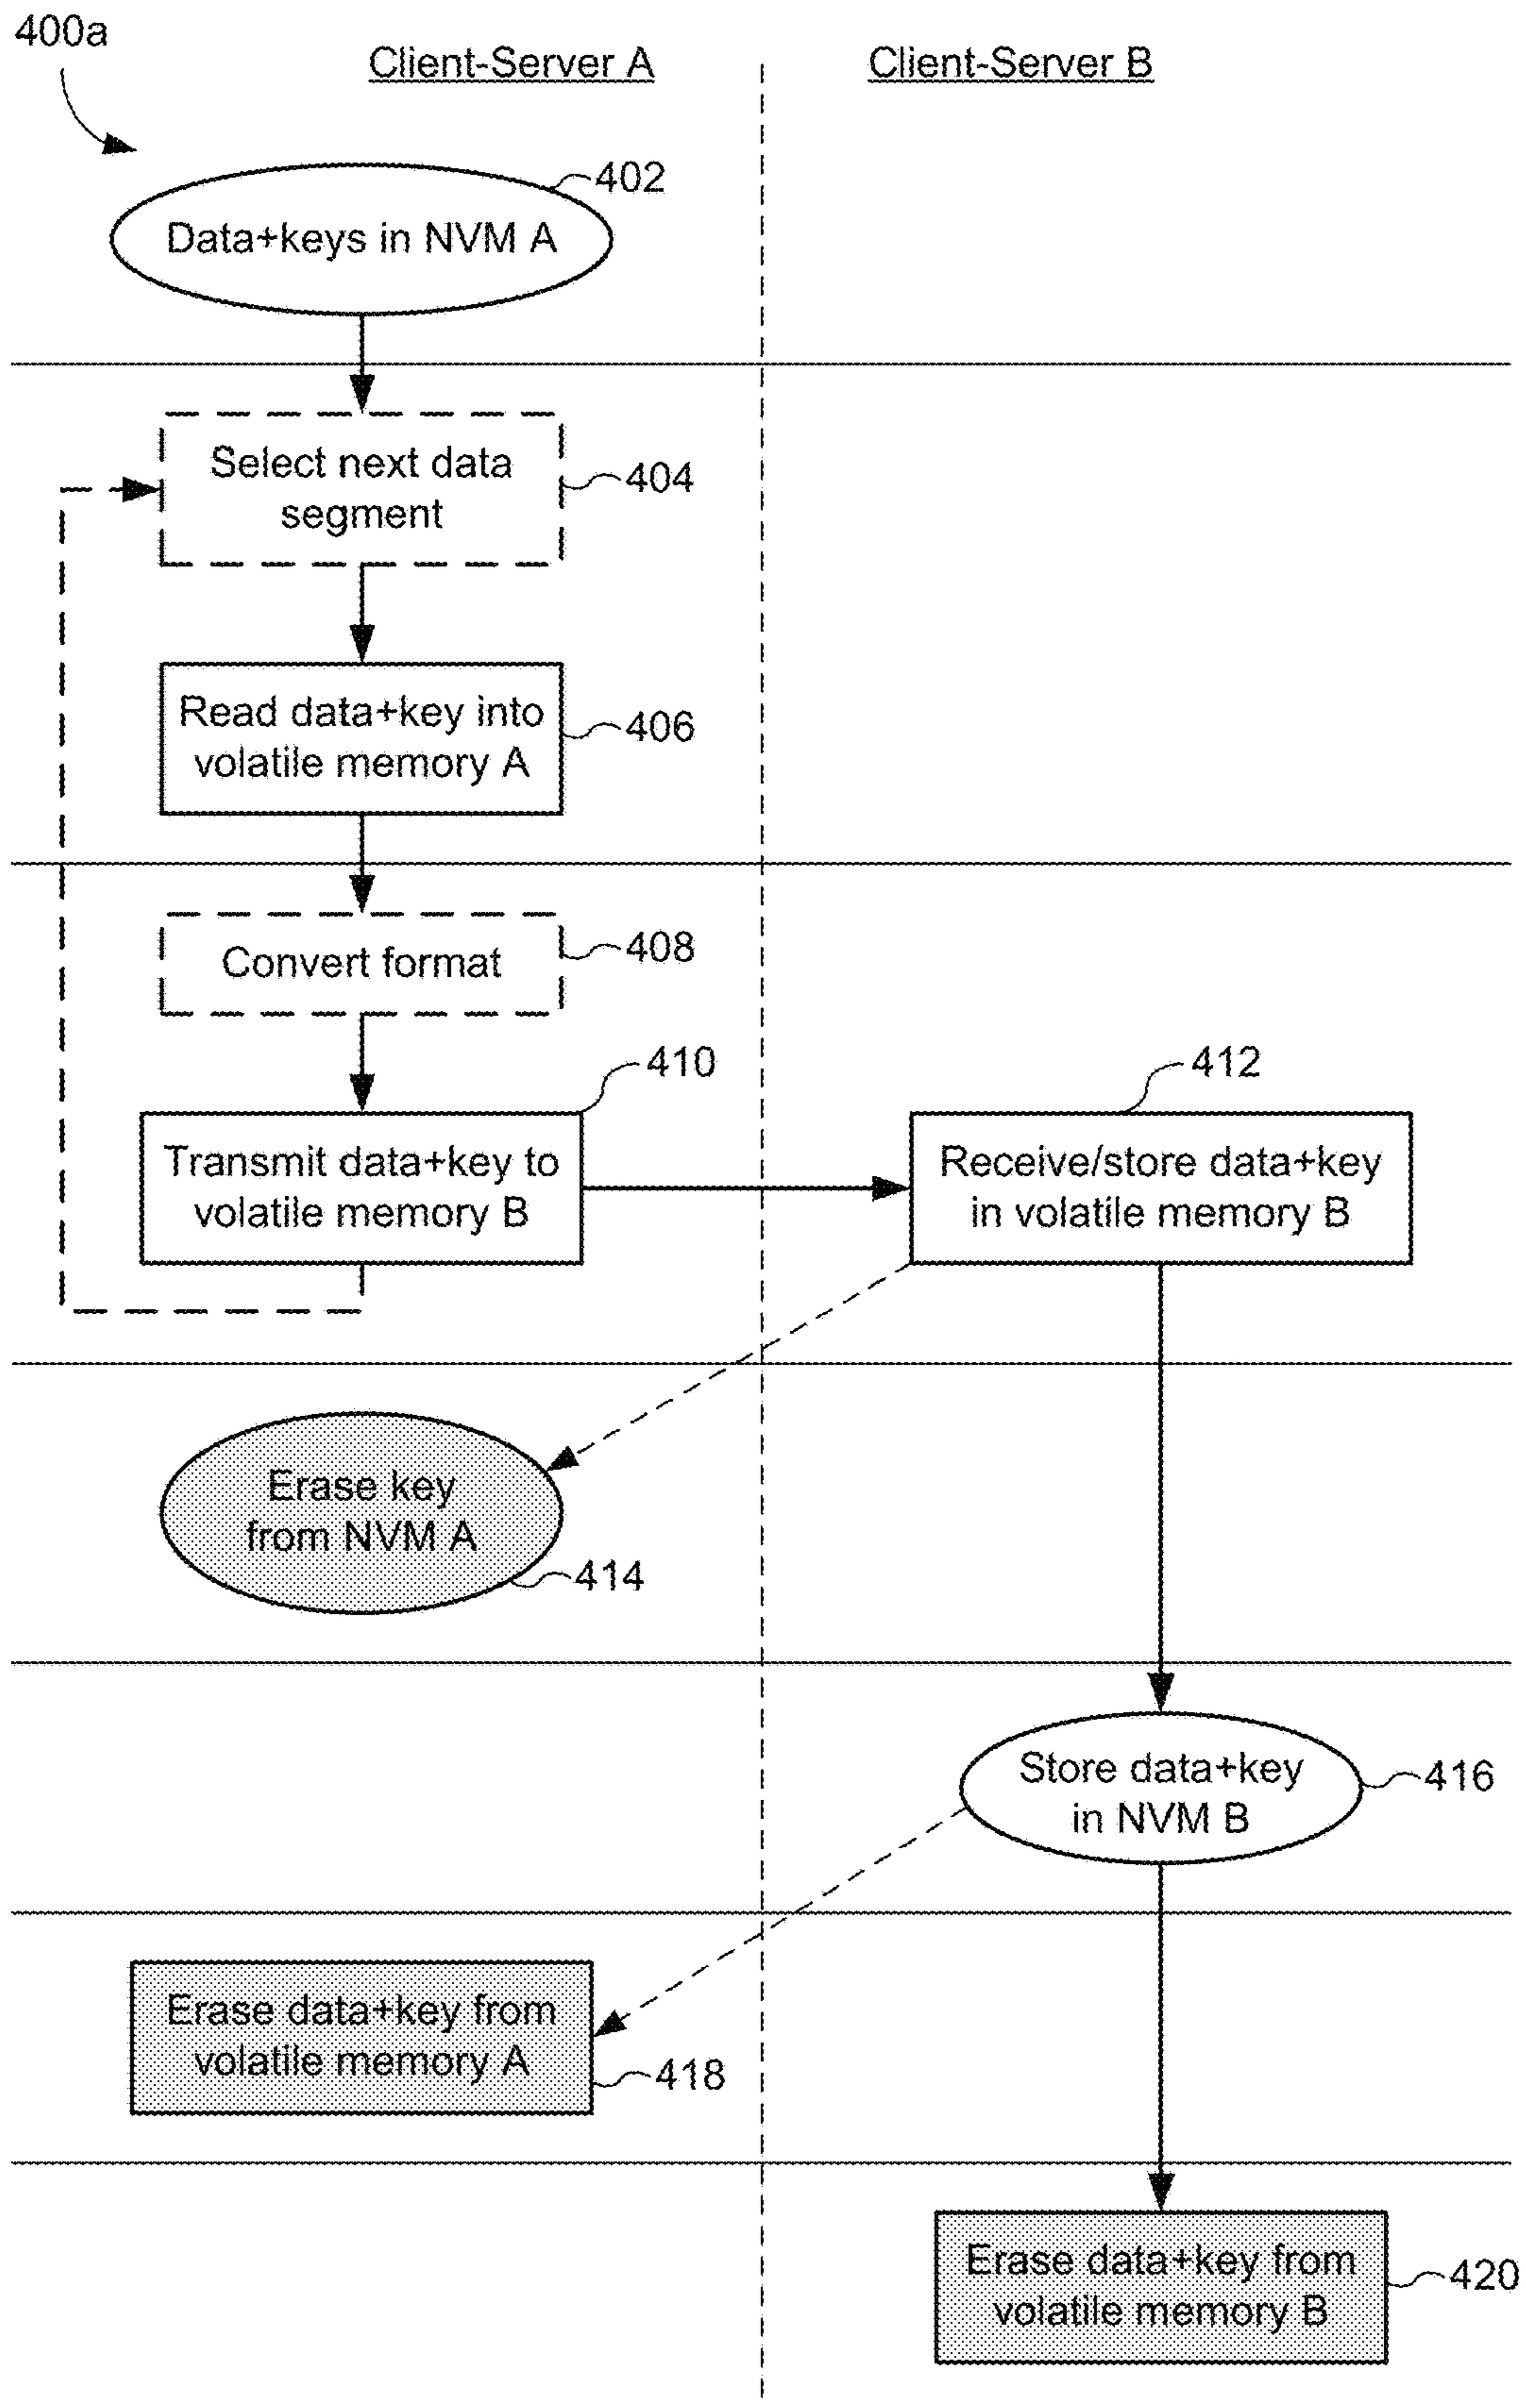 400a
Client-Server A
Client-Server B
402
Data+keys in NVM A
Select next data
segment
404
Read data+key into
volatile memory A
406
Convert format
408
410
412
Transmit data+key to
volatile memory B
Receive/store data+key
in volatile memory B
Erase key
from NVM A
414
Store data+key
in NVM B
416
Erase data+key from
volatile memory A
418
Erase data+key from
volatile memory B
420